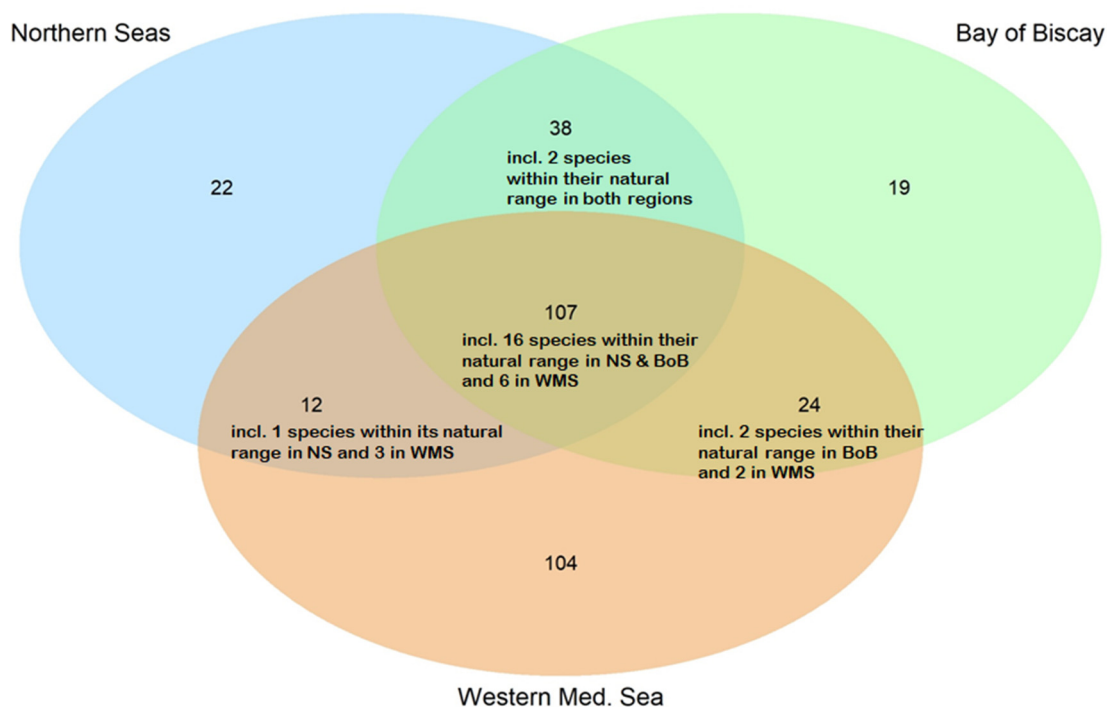 Northern Seas
Bay of Biscay
38
incl. 2 species
within their natural
range in both regions
22
19
107
incl. 16 species within their
natural range in NS & BoB
and 6 in WMS
12
incl. 1 species within its natural
range in NS and 3 in WMS
24
incl. 2 species within their
natural range in BoB
and 2 in WMS
104
Western Med. Sea